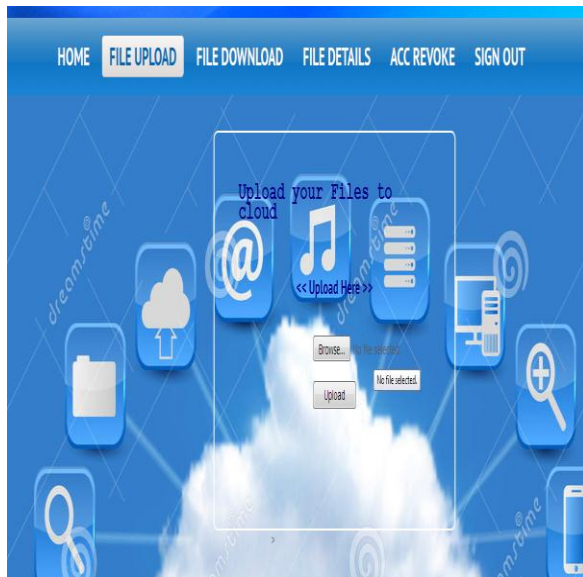 HOME FILE UPLOAD FILE DOWNLOAD FILE DETAILS ACC REVOKE SIGN OUT
Upload your Files to
cloud
@
<< Upload Here >>
Browse... No file selected.
No file selected.
Upload
dreamstime
dreamstime
dreamstime
dreamstime